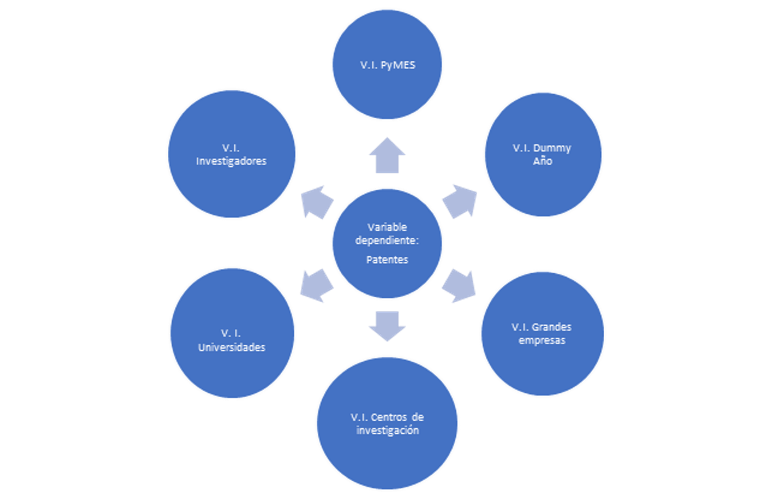 V.I. PyMES
V.I.
Investigadores
V.I. Dummy
Año
Variable
dependiente:
Patentes
V. I.
Universidades
V.I. Grandes
empresas
V.I. Centros de
investigación